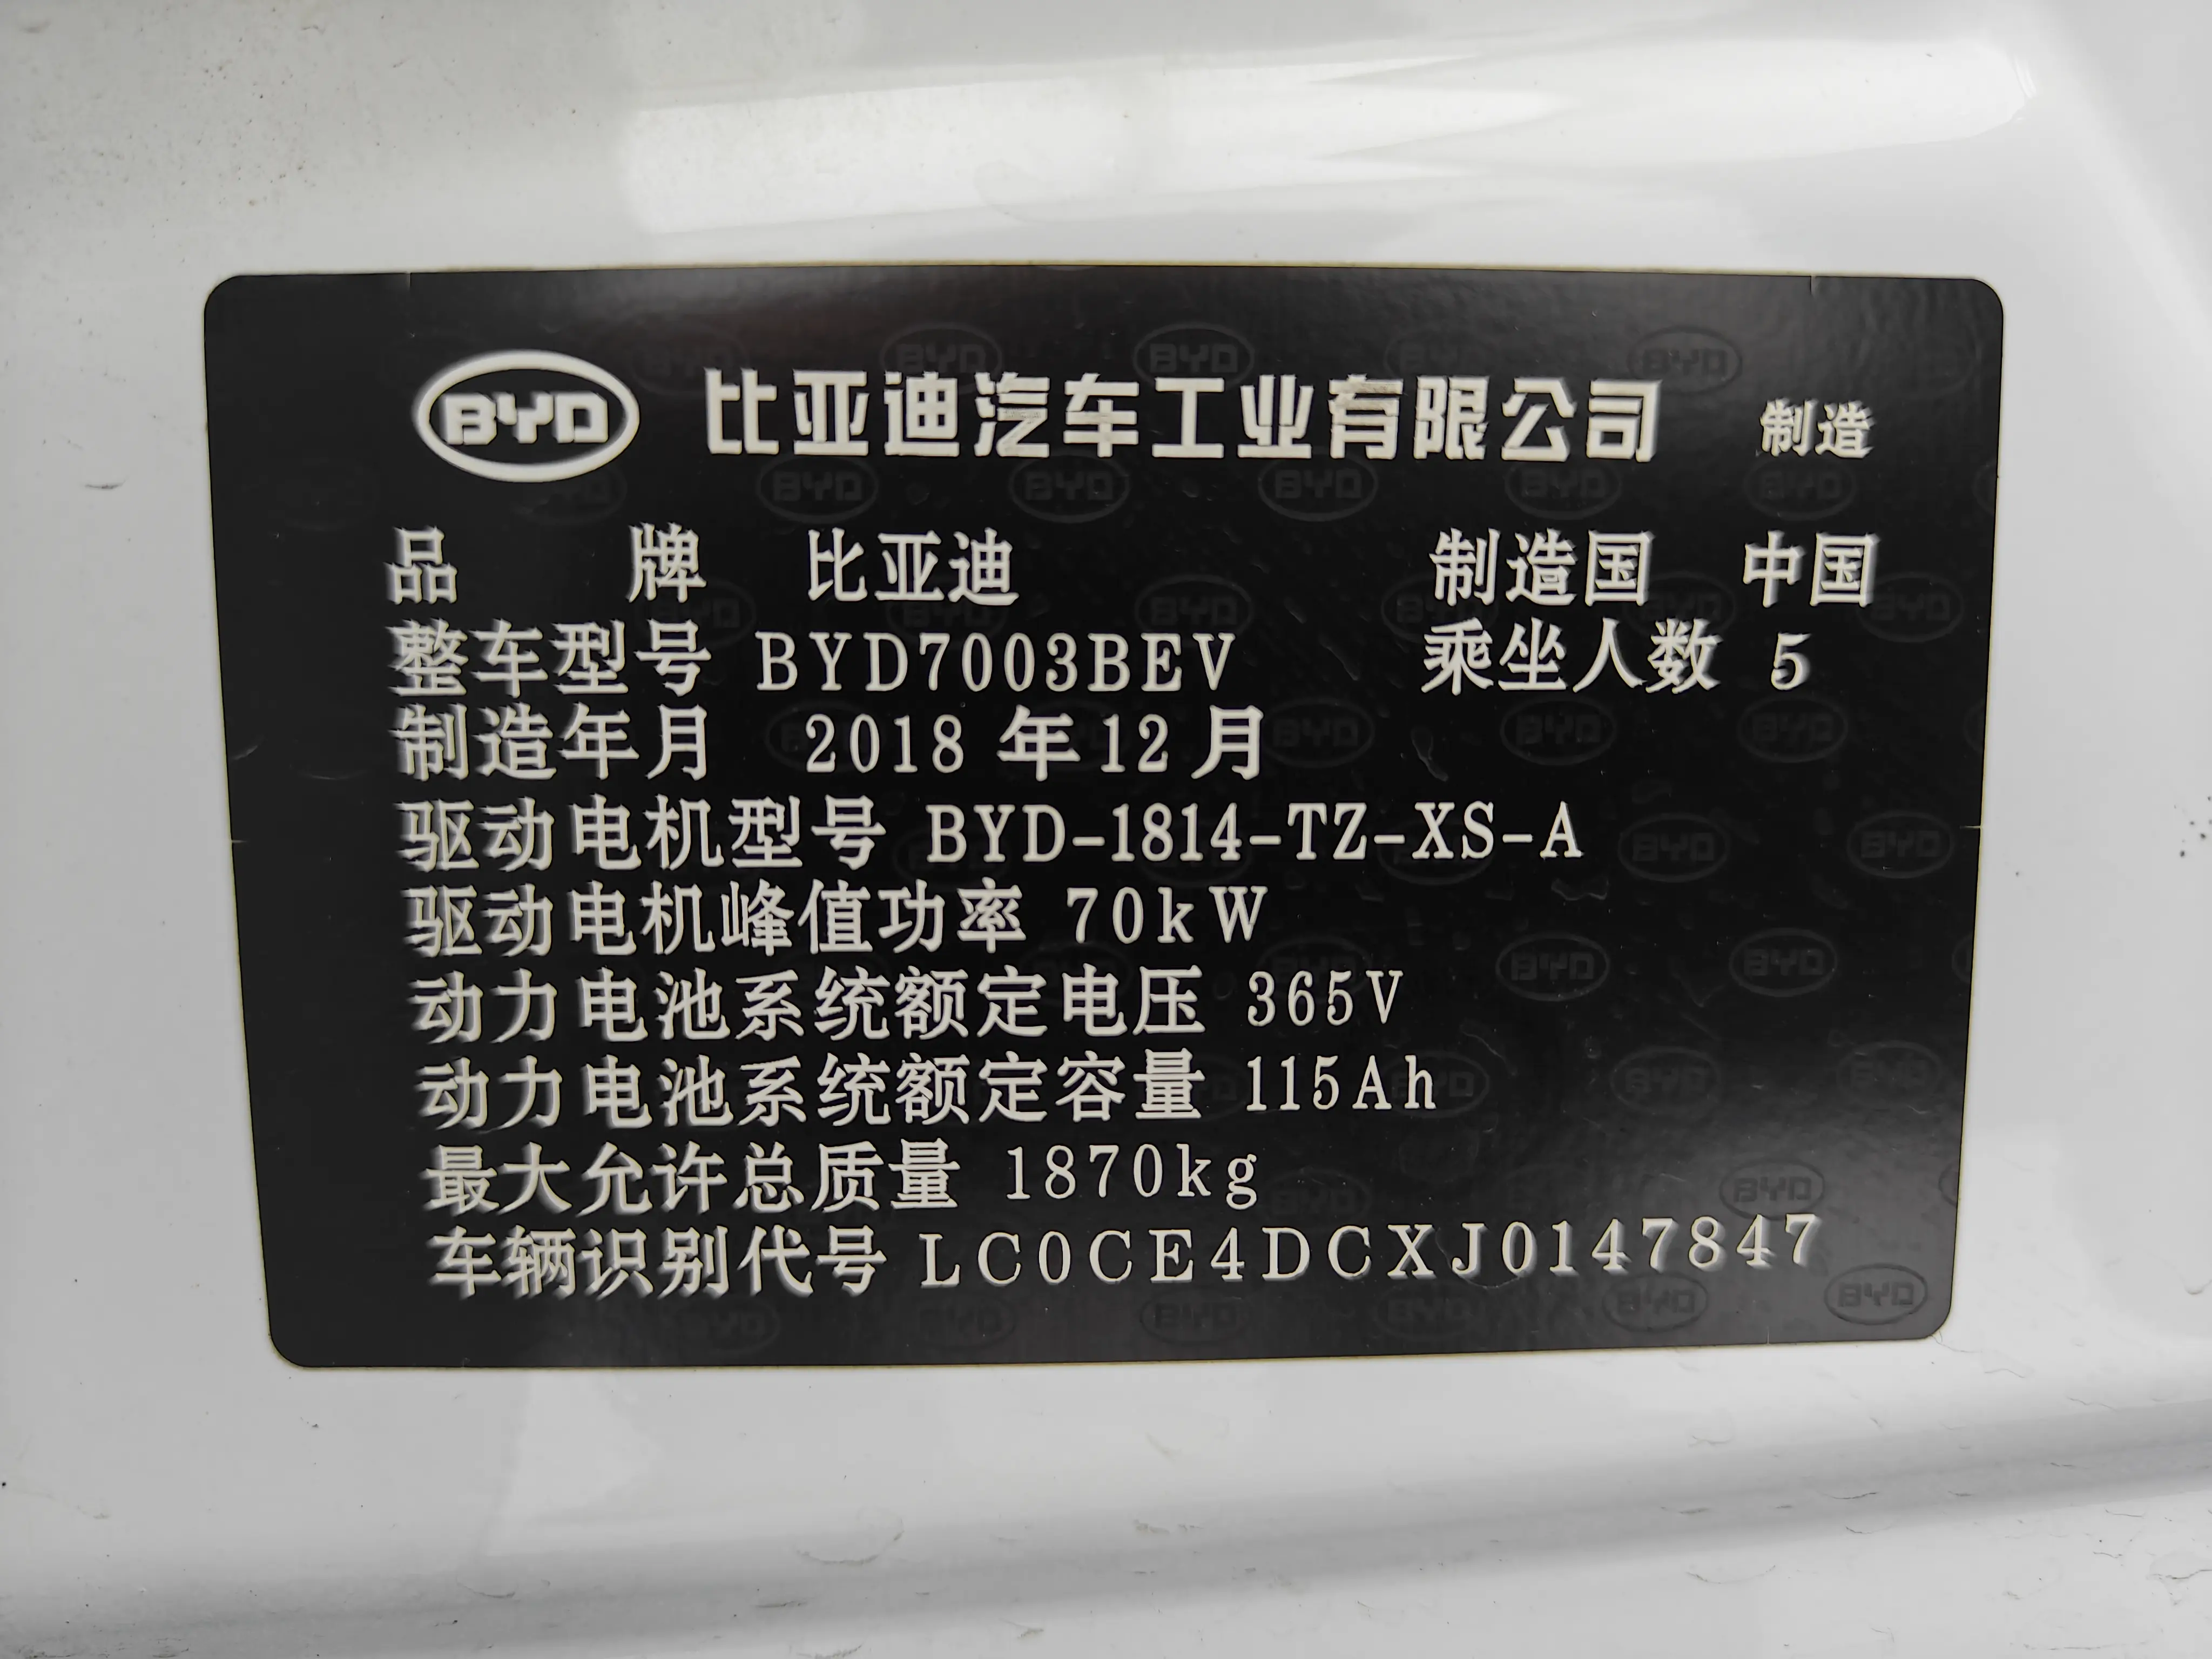 BYD 比亚迪汽车工业有限公司 制造
品 牌 比亚迪 制造国 中国
整车型号 BYD7003BEV 乘坐人数 5
制造年月 2018 年 12 月
驱动电机型号 BYD-1814-TZ-XS-A
驱动电机峰值功率 70kW
动力电池系统额定电压 365V
动力电池系统额定容量 115Ah
最大允许总质量 1870kg
车辆识别代号 LC0CE4DCXJ0147847